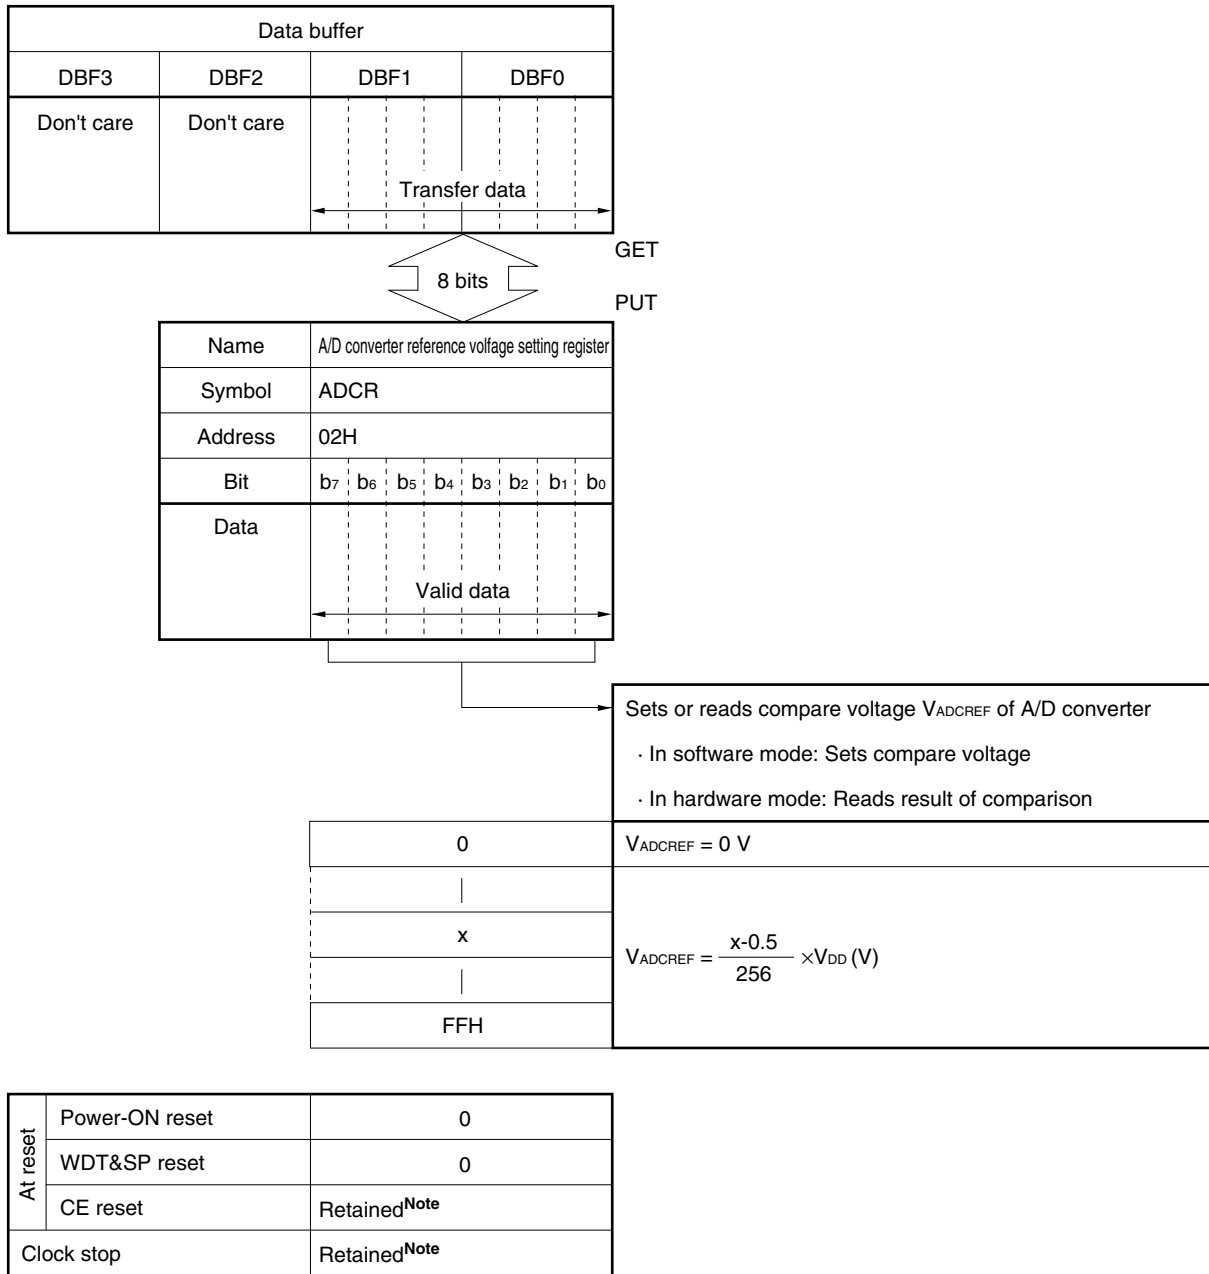 Data buffer
DBF3 DBF2 DBF1 DBF0
Don't care Don't care
Transfer data
GET
8 bits
PUT
Name A/D converter reference volfage setting register
Symbol ADCR
Address 02H
Bit b7 b6 b5 b4 b3 b2 b1 b0
Data
Valid data
Sets or reads compare voltage VADCREF of A/D converter
· In software mode: Sets compare voltage
· In hardware mode: Reads result of comparison
0 VADCREF = 0 V
x
VADCREF = x-0.5 / 256 ×VDD (V)
FFH
At reset
Power-ON reset 0
WDT&SP reset 0
CE reset RetainedNote
Clock stop RetainedNote